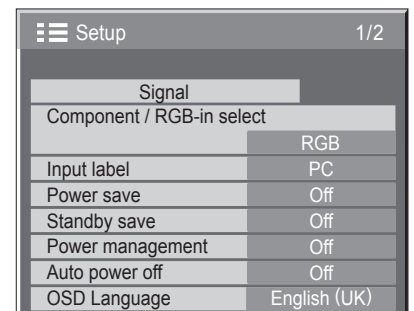 Setup 1/2
Signal
Component / RGB-in select
RGB
Input label PC
Power save Off
Standby save Off
Power management Off
Auto power off Off
OSD Language English (UK)